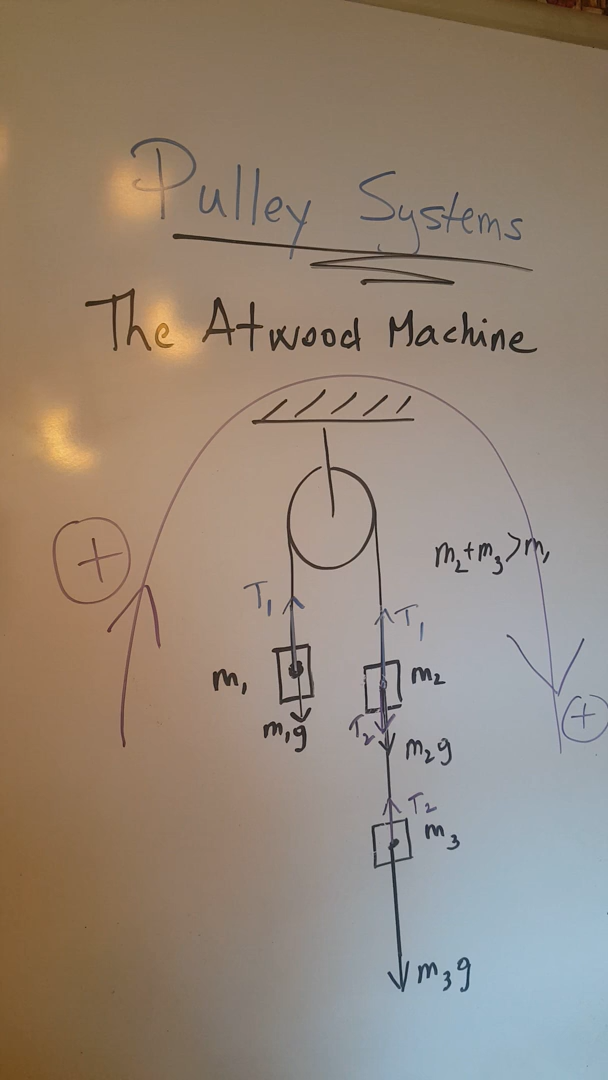 Pulley Systems
The Atwood Machine
+
m₂+m₃>m₁
T₁
T₁
m₁
m₂
m₁g
T₂
m₂g
+
T₂
m₃
m₃g